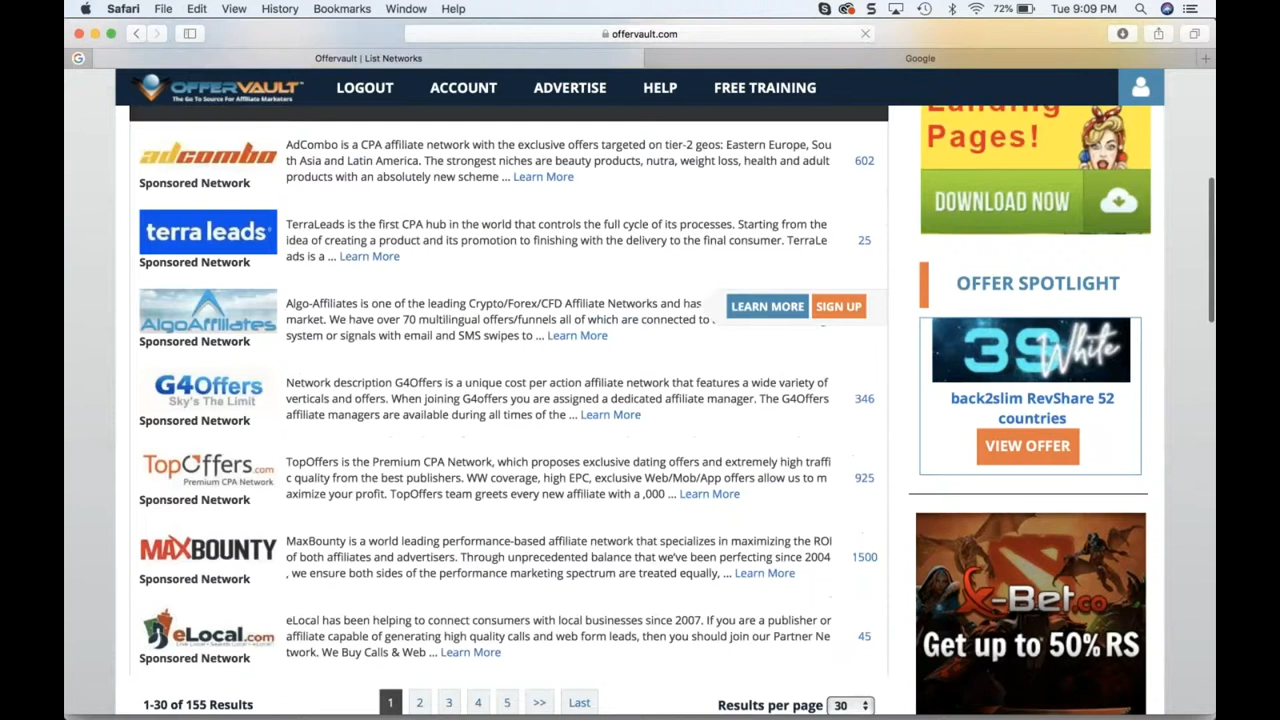 Safari File Edit View History Bookmarks Window Help 72% Tue 9:09 PM
offervault.com
Offervault | List Networks Google
OFFERVAULT LOGOUT ACCOUNT ADVERTISE HELP FREE TRAINING
The Go To Source For Affiliate Marketers
Landing
Pages!
DOWNLOAD NOW
adcombo
Sponsored Network
AdCombo is a CPA affiliate network with the exclusive offers targeted on tier-2 geos: Eastern Europe, Sou
th Asia and Latin America. The strongest niches are beauty products, nutra, weight loss, health and adult
products with an absolutely new scheme ... Learn More
602
terra leads
Sponsored Network
TerraLeads is the first CPA hub in the world that controls the full cycle of its processes. Starting from the
idea of creating a product and its promotion to finishing with the delivery to the final consumer. TerraLe
ads is a ... Learn More
25
AlgoAffiliates
Sponsored Network
Algo-Affiliates is one of the leading Crypto/Forex/CFD Affiliate Networks and has
market. We have over 70 multilingual offers/funnels all of which are connected to
system or signals with email and SMS swipes to ... Learn More
LEARN MORE SIGN UP
G4Offers
Sky's The Limit
Sponsored Network
Network description G4Offers is a unique cost per action affiliate network that features a wide variety of
verticals and offers. When joining G4offers you are assigned a dedicated affiliate manager. The G4Offers
affiliate managers are available during all times of the ... Learn More
346
TopOffers.com
Premium CPA Network
Sponsored Network
TopOffers is the Premium CPA Network, which proposes exclusive dating offers and extremely high traffi
c quality from the best publishers. WW coverage, high EPC, exclusive Web/Mob/App offers allow us to m
aximize your profit. TopOffers team greets every new affiliate with a ,000 ... Learn More
925
MAXBOUNTY
Sponsored Network
MaxBounty is a world leading performance-based affiliate network that specializes in maximizing the ROI
of both affiliates and advertisers. Through unprecedented balance that we've been perfecting since 2004
, we ensure both sides of the performance marketing spectrum are treated equally, ... Learn More
1500
eLocal.com
Sponsored Network
eLocal has been helping to connect consumers with local businesses since 2007. If you are a publisher or
affiliate capable of generating high quality calls and web form leads, then you should join our Partner Ne
twork. We Buy Calls & Web ... Learn More
45
1-30 of 155 Results 1 2 3 4 5 >> Last Results per page 30
OFFER SPOTLIGHT
39 White
back2slim RevShare 52
countries
VIEW OFFER
X-Bet.co
Get up to 50% RS